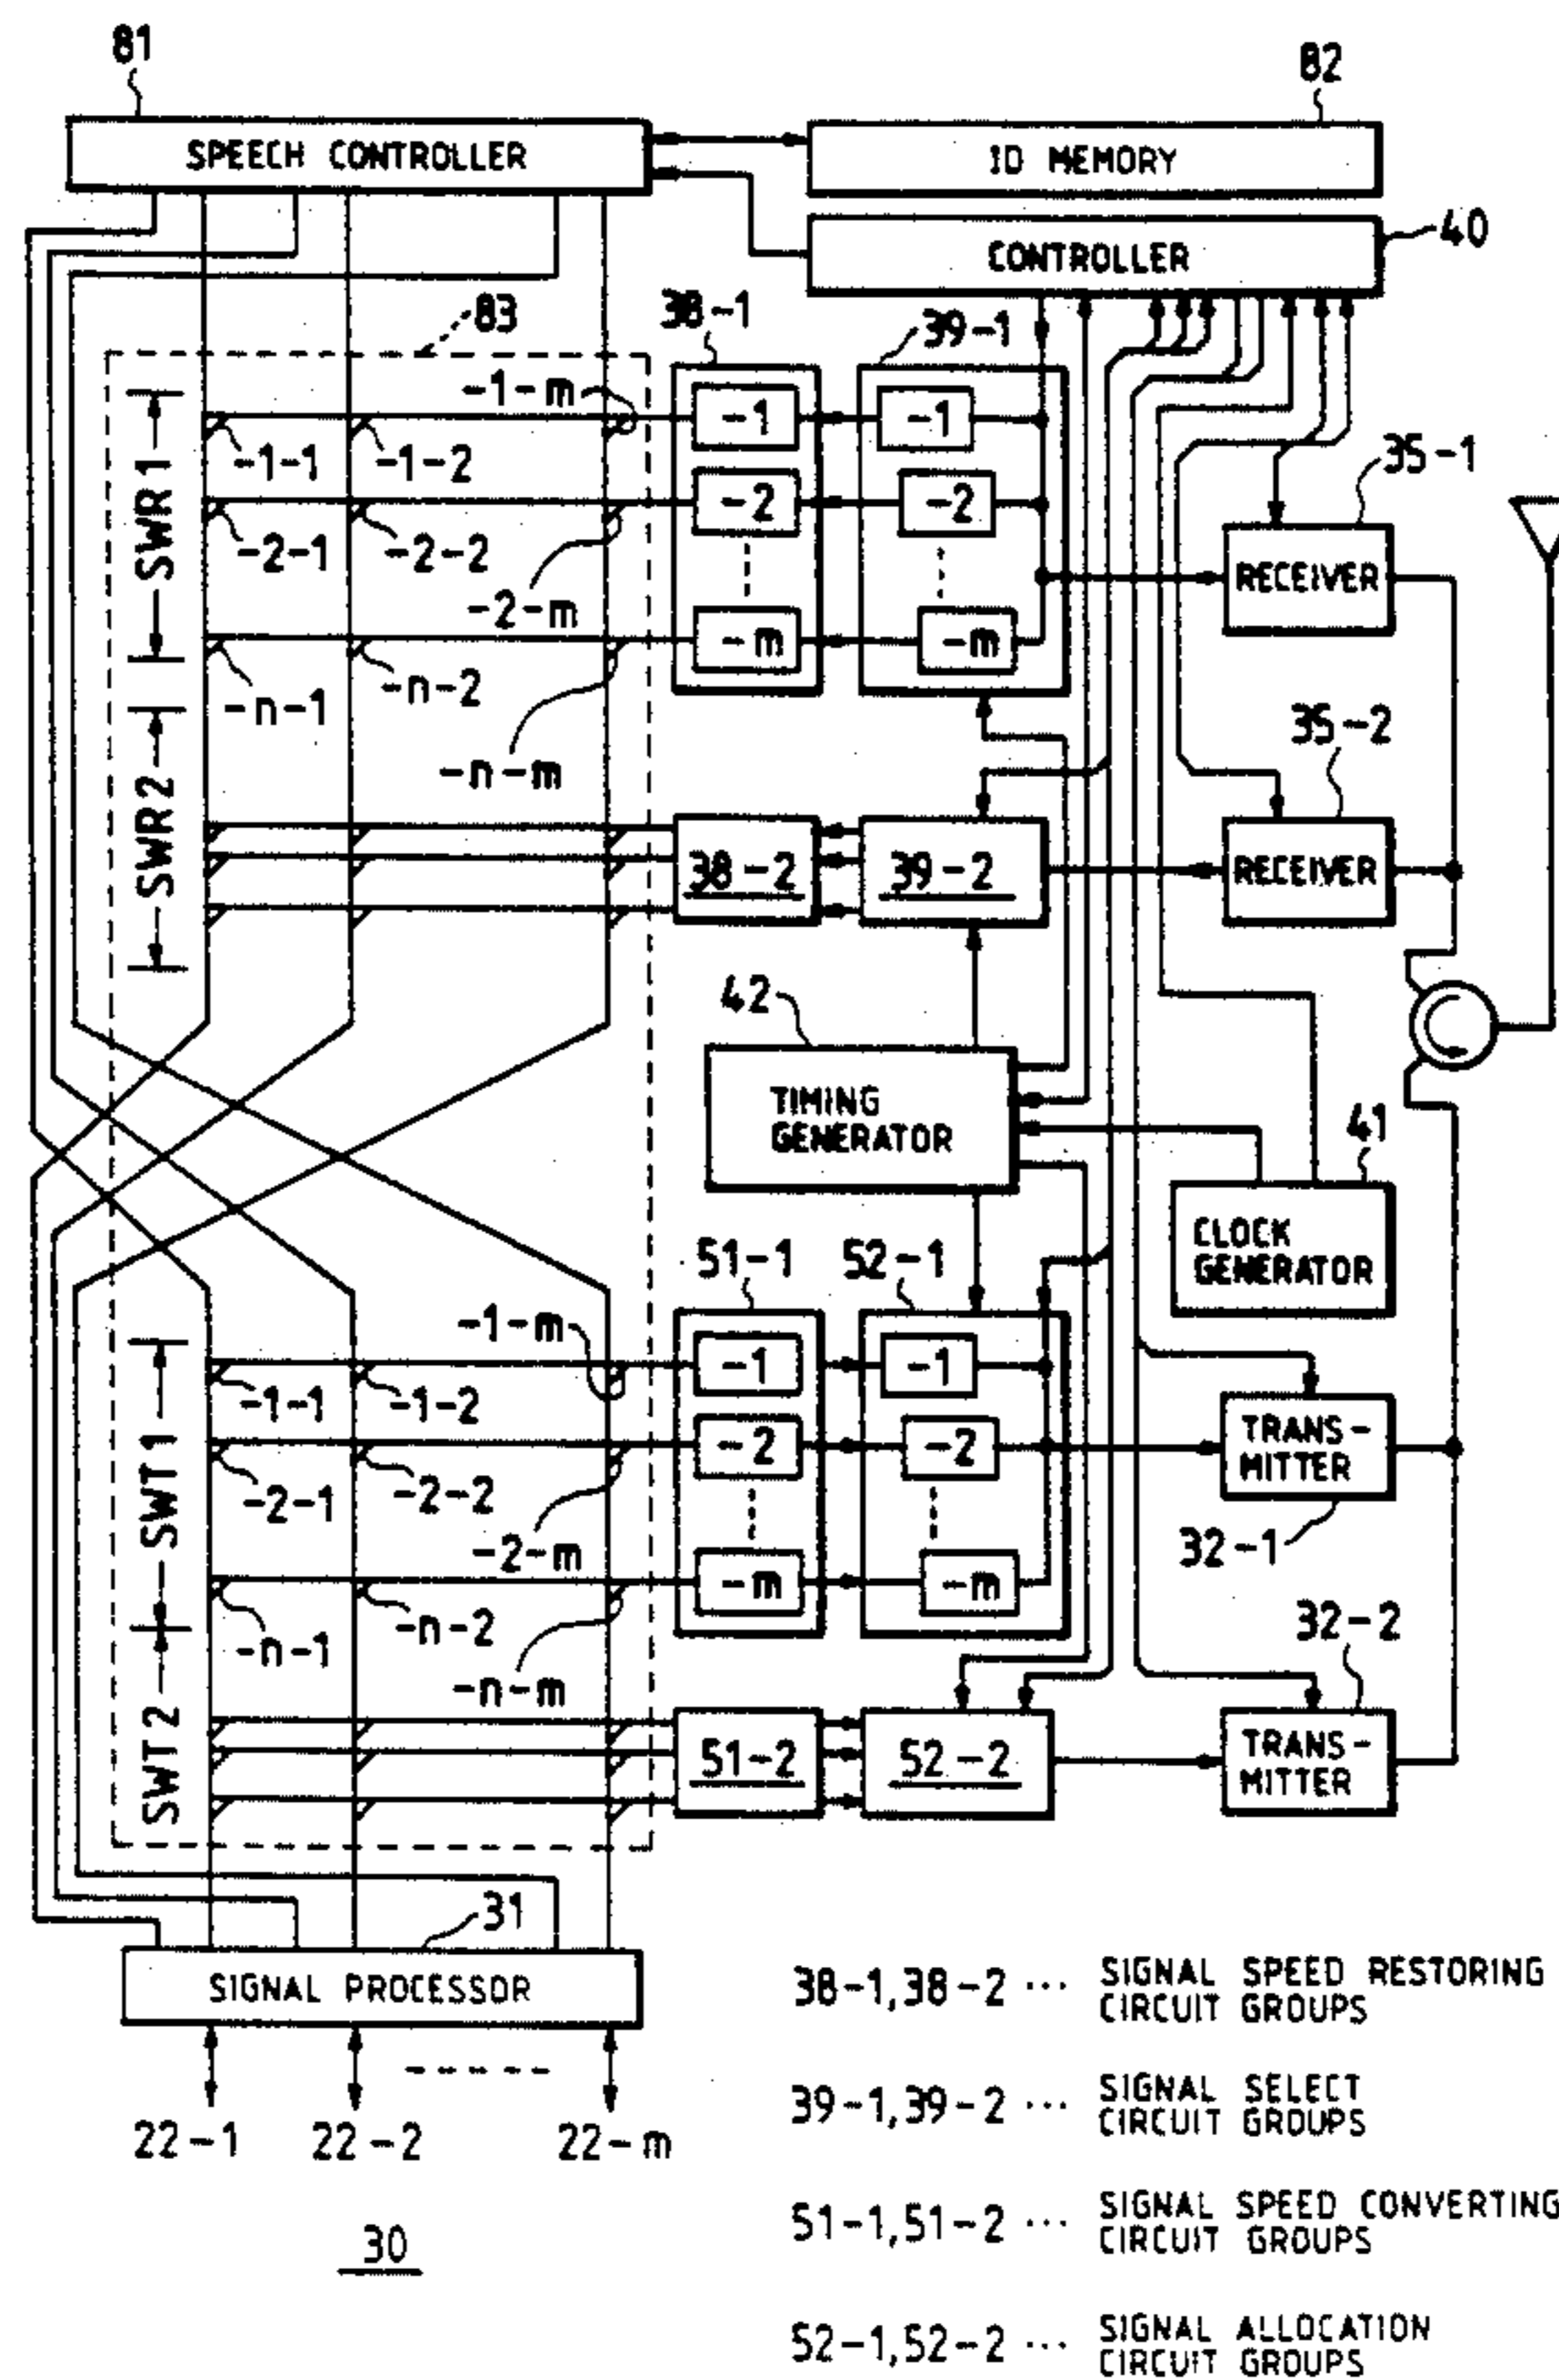 81
82
SPEECH CONTROLLER
ID MEMORY
CONTROLLER
40
83
38-1
39-1
-1-m
-1
-1
-1-1
-1-2
35-1
SWR1
-2
-2
-2-1
-2-2
RECEIVER
-2-m
-m
-m
-n-1
-n-2
35-2
-n-m
SWR2
38-2
39-2
RECEIVER
42
TIMING
GENERATOR
41
CLOCK
GENERATOR
51-1
52-1
-1-m
-1
-1
-1-1
-1-2
SWT1
-2
-2
TRANS-
MITTER
-2-1
-2-2
-2-m
32-1
-m
-m
-n-1
-n-2
32-2
-n-m
SWT2
51-2
52-2
TRANS-
MITTER
31
SIGNAL PROCESSOR
38-1,38-2 ... SIGNAL SPEED RESTORING
CIRCUIT GROUPS
22-1
22-2
22-m
39-1,39-2 ... SIGNAL SELECT
CIRCUIT GROUPS
51-1,51-2 ... SIGNAL SPEED CONVERTING
CIRCUIT GROUPS
30
52-1,52-2 ... SIGNAL ALLOCATION
CIRCUIT GROUPS